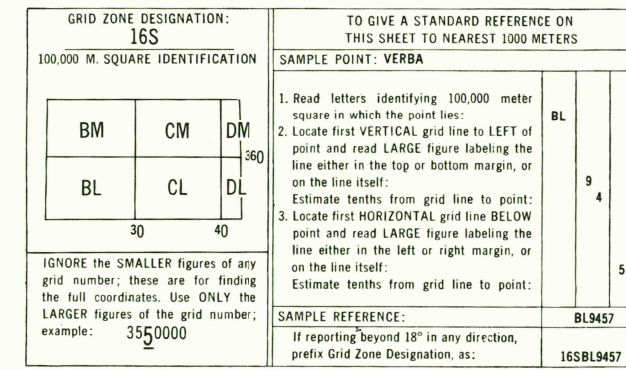 GRID ZONE DESIGNATION:
16S
100,000 M. SQUARE IDENTIFICATION
BM CM DM
360
BL CL DL
30 40
IGNORE the SMALLER figures of any
grid number; these are for finding
the full coordinates. Use ONLY the
LARGER figures of the grid number;
example: 3550000
TO GIVE A STANDARD REFERENCE ON
THIS SHEET TO NEAREST 1000 METERS
SAMPLE POINT: VERBA
1. Read letters identifying 100,000 meter
square in which the point lies: BL
2. Locate first VERTICAL grid line to LEFT of
point and read LARGE figure labeling the
line either in the top or bottom margin, or
on the line itself: 9
Estimate tenths from grid line to point: 4
3. Locate first HORIZONTAL grid line BELOW
point and read LARGE figure labeling the
line either in the left or right margin, or
on the line itself: 5
Estimate tenths from grid line to point:
SAMPLE REFERENCE: BL9457
If reporting beyond 18° in any direction,
prefix Grid Zone Designation, as: 16SBL9457